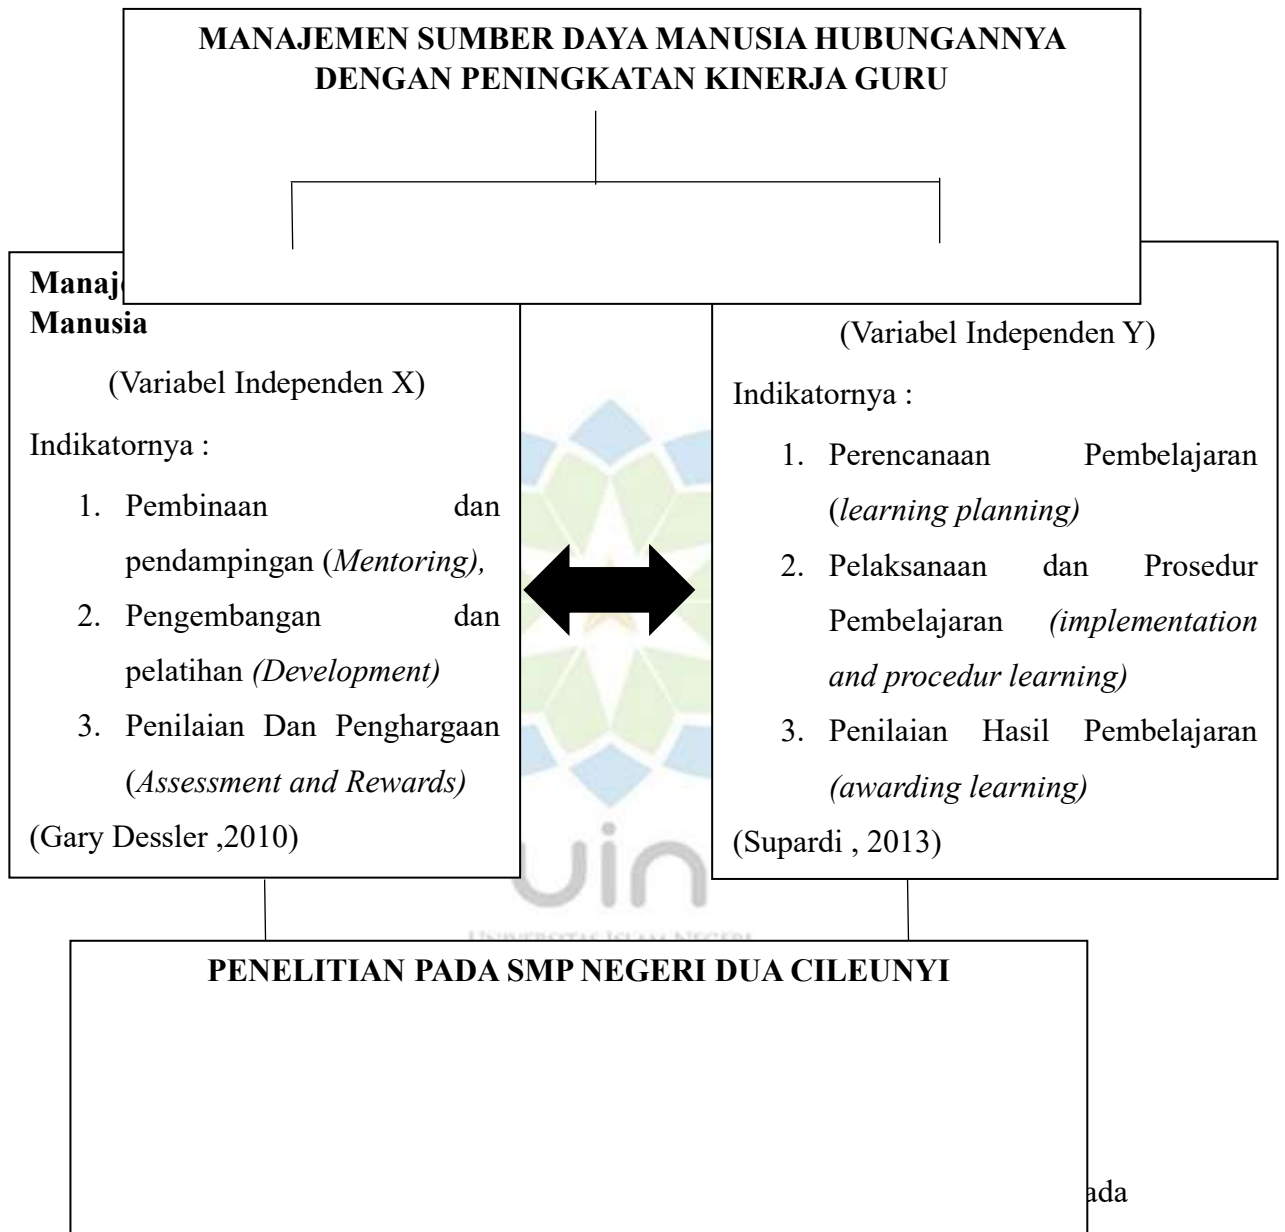 MANAJEMEN SUMBER DAYA MANUSIA HUBUNGANNYA
DENGAN PENINGKATAN KINERJA GURU
Manusia
(Variabel Independen X)
Indikatornya :
1. Pembinaan dan
pendampingan (Mentoring),
2. Pengembangan dan
pelatihan (Development)
3. Penilaian Dan Penghargaan
(Assessment and Rewards)
(Gary Dessler ,2010)
(Variabel Independen Y)
Indikatornya :
1. Perencanaan Pembelajaran
(learning planning)
2. Pelaksanaan dan Prosedur
Pembelajaran (implementation
and procedur learning)
3. Penilaian Hasil Pembelajaran
(awarding learning)
(Supardi , 2013)
uin
PENELITIAN PADA SMP NEGERI DUA CILEUNYI
ada